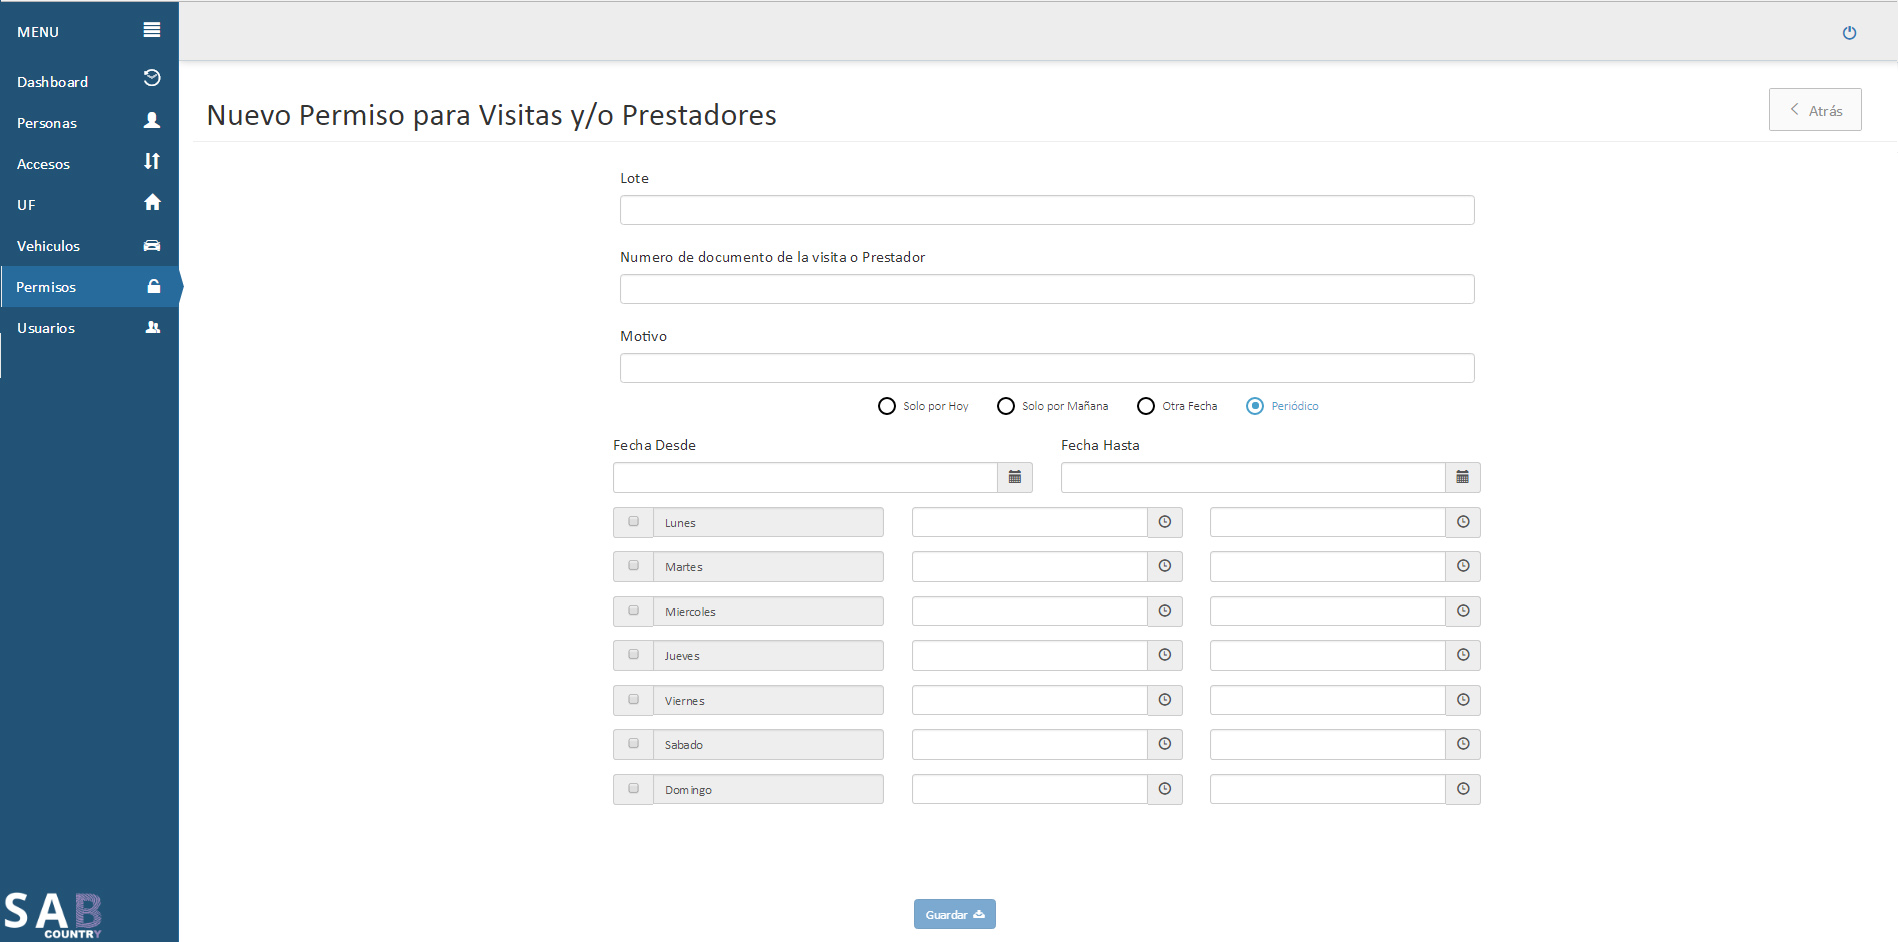 MENU
Dashboard
Personas
Accesos
UF
Vehiculos
Permisos
Usuarios
SAB
COUNTRY
Nuevo Permiso para Visitas y/o Prestadores
Atrás
Lote
Numero de documento de la visita o Prestador
Motivo
Solo por Hoy Solo por Mañana Otra Fecha Periódico
Fecha Desde Fecha Hasta
Lunes
Martes
Miercoles
Jueves
Viernes
Sabado
Domingo
Guardar